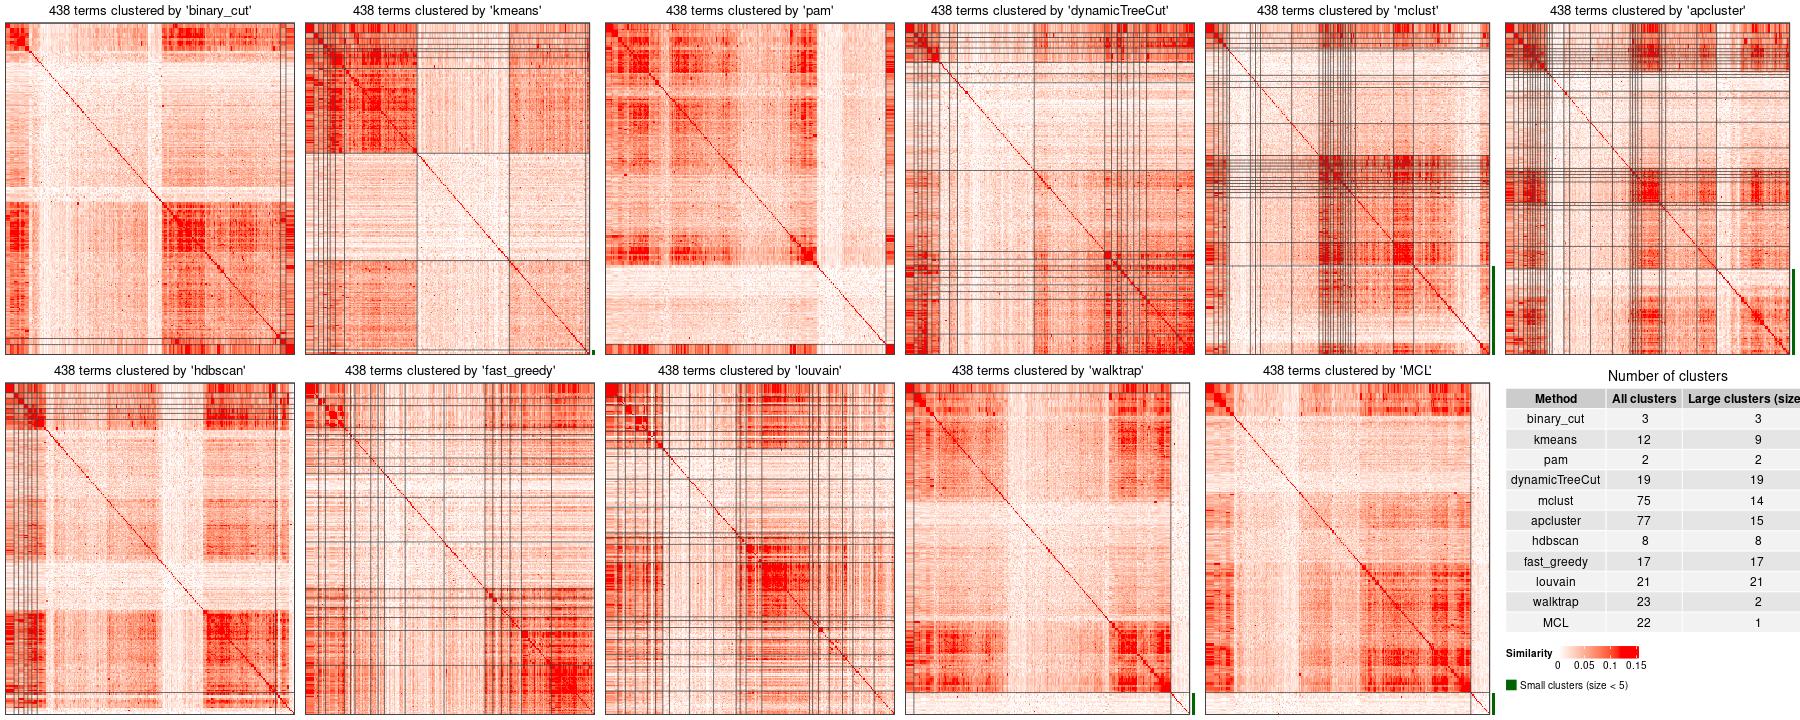 438 terms clustered by 'binary_cut'
438 terms clustered by 'kmeans'
438 terms clustered by 'pam'
438 terms clustered by 'dynamicTreeCut'
438 terms clustered by 'mclust'
438 terms clustered by 'apcluster'
438 terms clustered by 'hdbscan'
438 terms clustered by 'fast_greedy'
438 terms clustered by 'louvain'
438 terms clustered by 'walktrap'
438 terms clustered by 'MCL'
Number of clusters
Method All clusters Large clusters (size
binary_cut 3 3
kmeans 12 9
pam 2 2
dynamicTreeCut 19 19
mclust 75 14
apcluster 77 15
hdbscan 8 8
fast_greedy 17 17
louvain 21 21
walktrap 23 2
MCL 22 1
Similarity
0 0.05 0.1 0.15
Small clusters (size < 5)